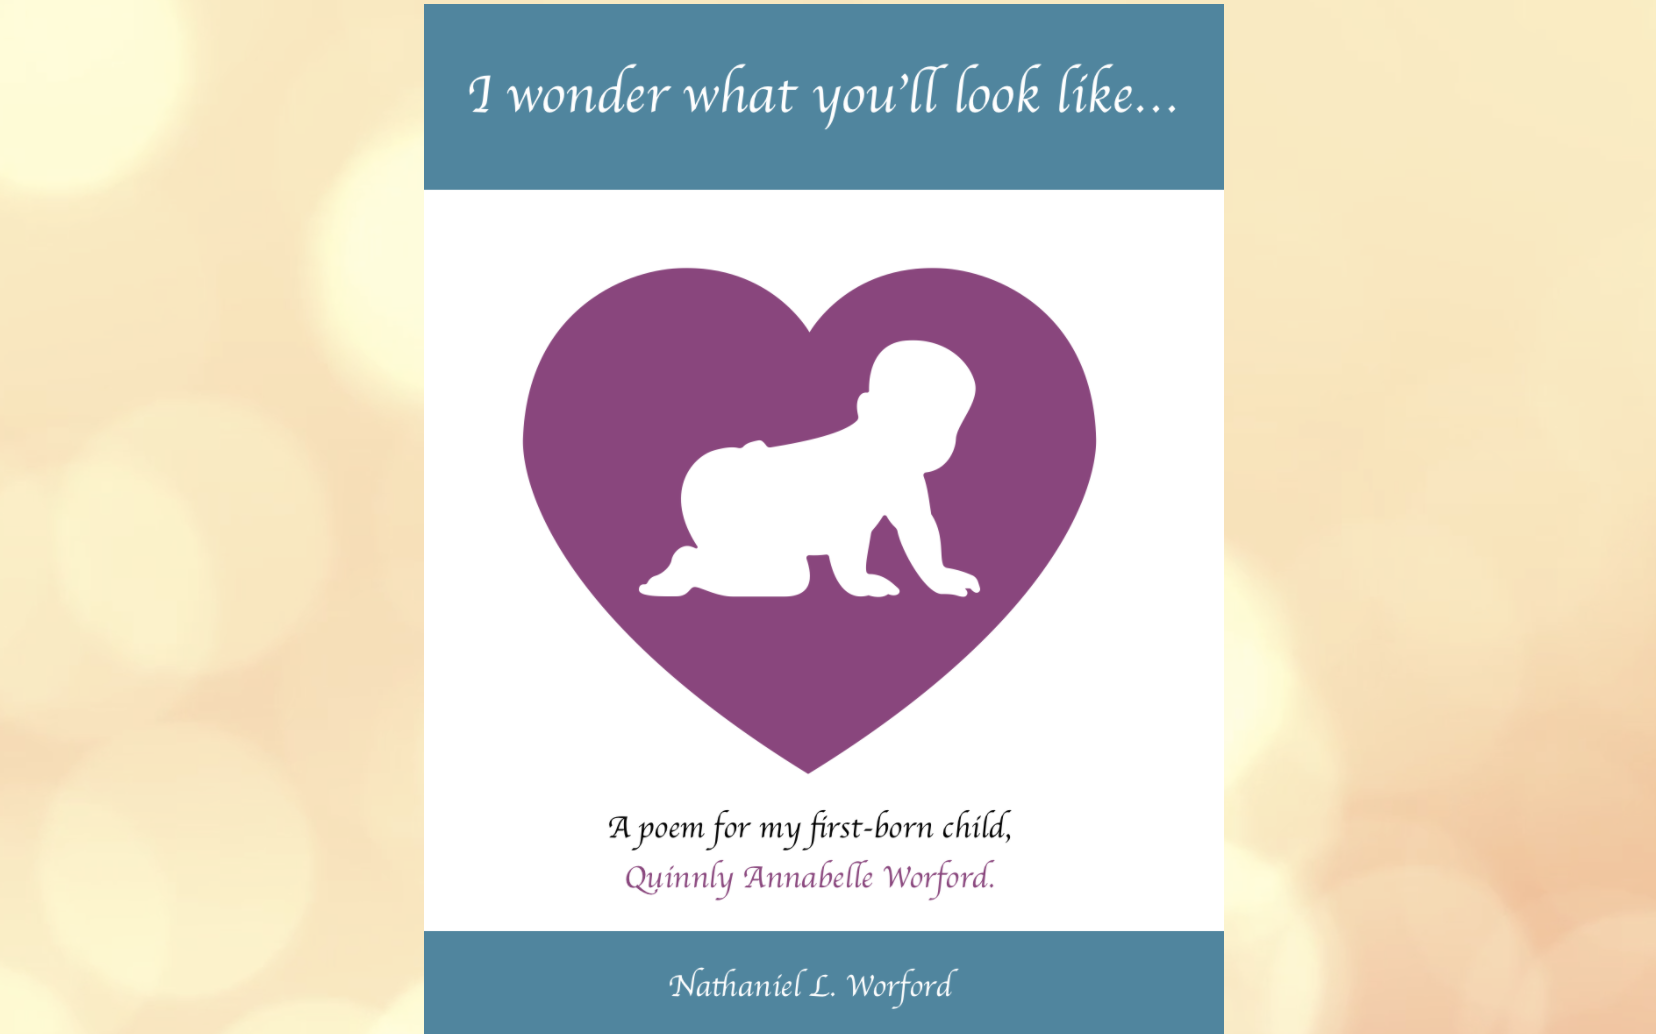 I wonder what you'll look like...
A poem for my first-born child,
Quinnly Annabelle Worford.
Nathaniel L. Worford